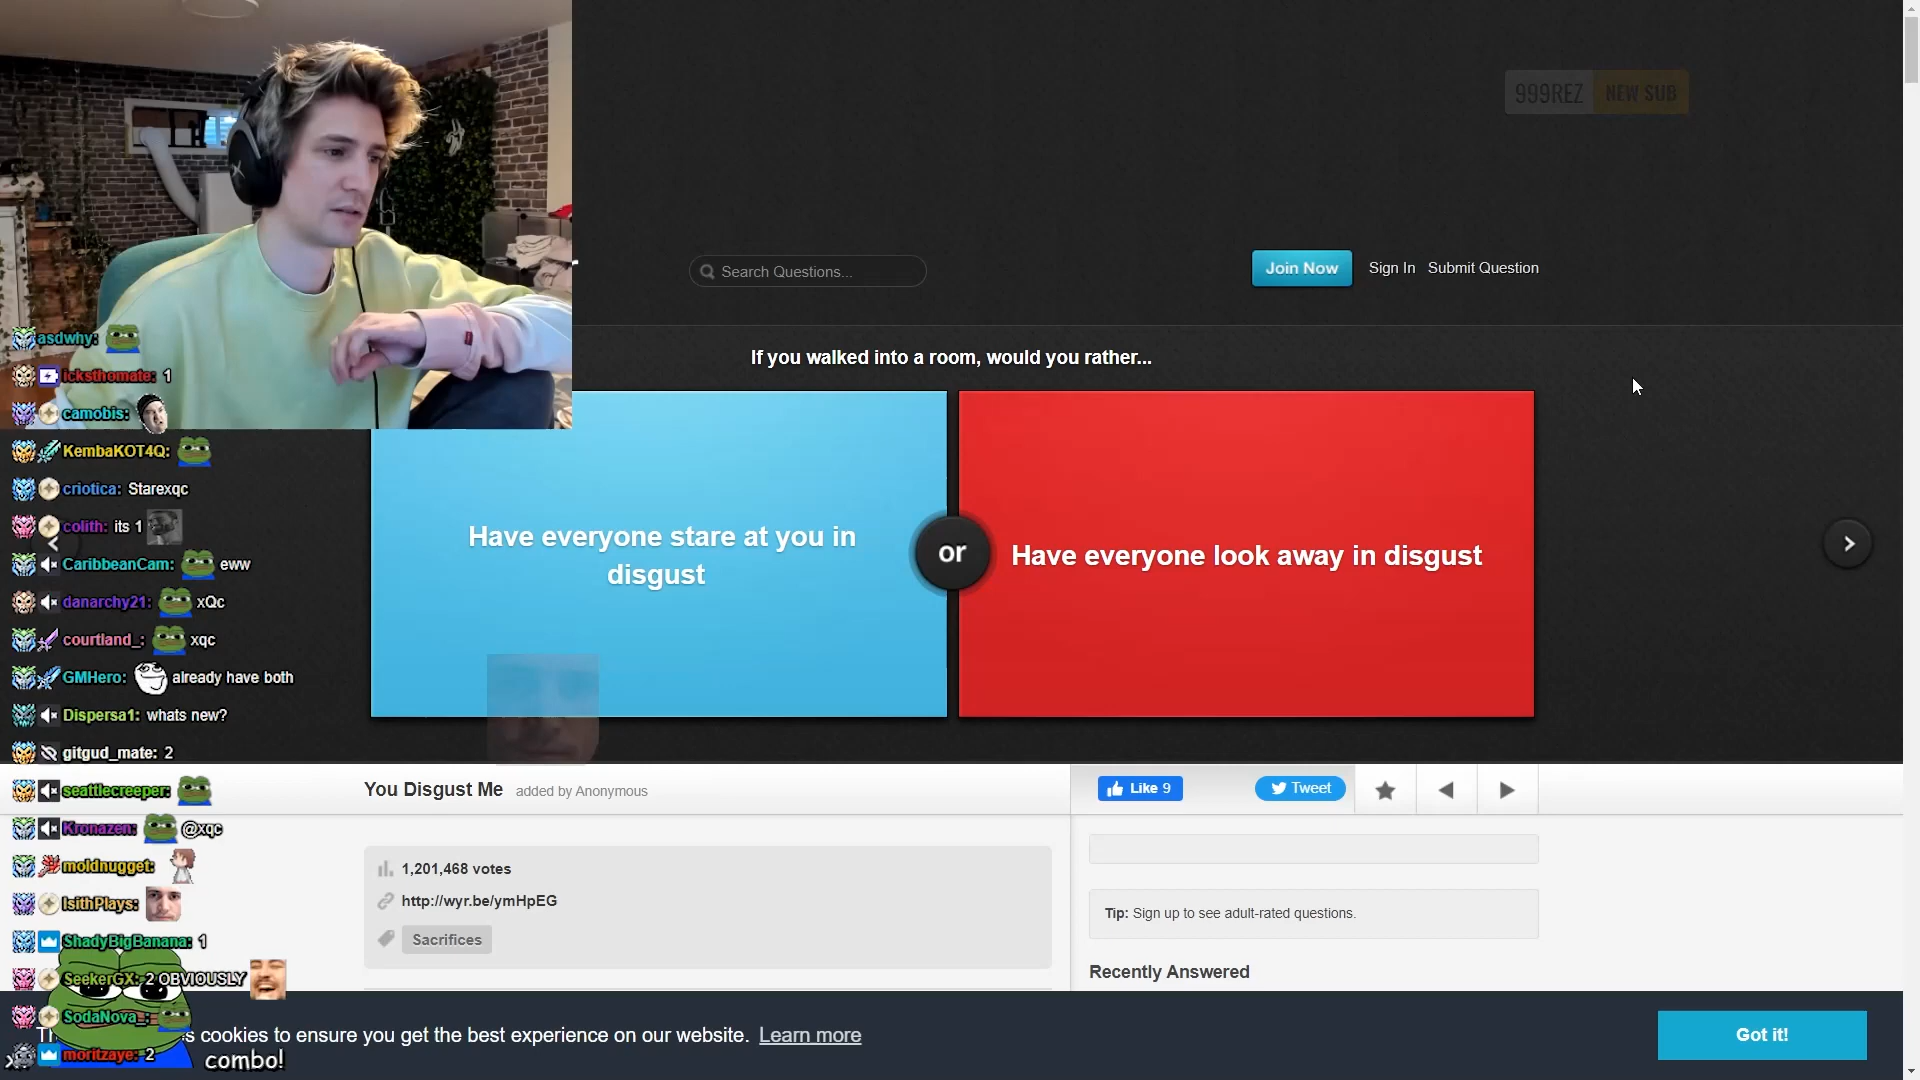 999REZ NEW SUB
Search Questions...
Join Now
Sign In
Submit Question
If you walked into a room, would you rather...
Have everyone stare at you in
disgust
or
Have everyone look away in disgust
asdwhy:
icksthomate: 1
camobis:
KembaKOT4Q:
criotica: Starexqc
colith: its 1
CaribbeanCam: eww
danarchy21: xQc
courtland_: xqc
GMHero: already have both
Dispersa1: whats new?
gitgud_mate: 2
seattlecreeper:
Kronazen: @xqc
moldnugget:
IsithPlays:
ShadyBigBanana: 1
SeekerGX: 2 OBVIOUSLY
SodaNova_:
moritzaye: 2
combo!
You Disgust Me added by Anonymous
Like 9
Tweet
1,201,468 votes
http://wyr.be/ymHpEG
Sacrifices
Tip: Sign up to see adult-rated questions.
Recently Answered
s cookies to ensure you get the best experience on our website. Learn more
Got it!